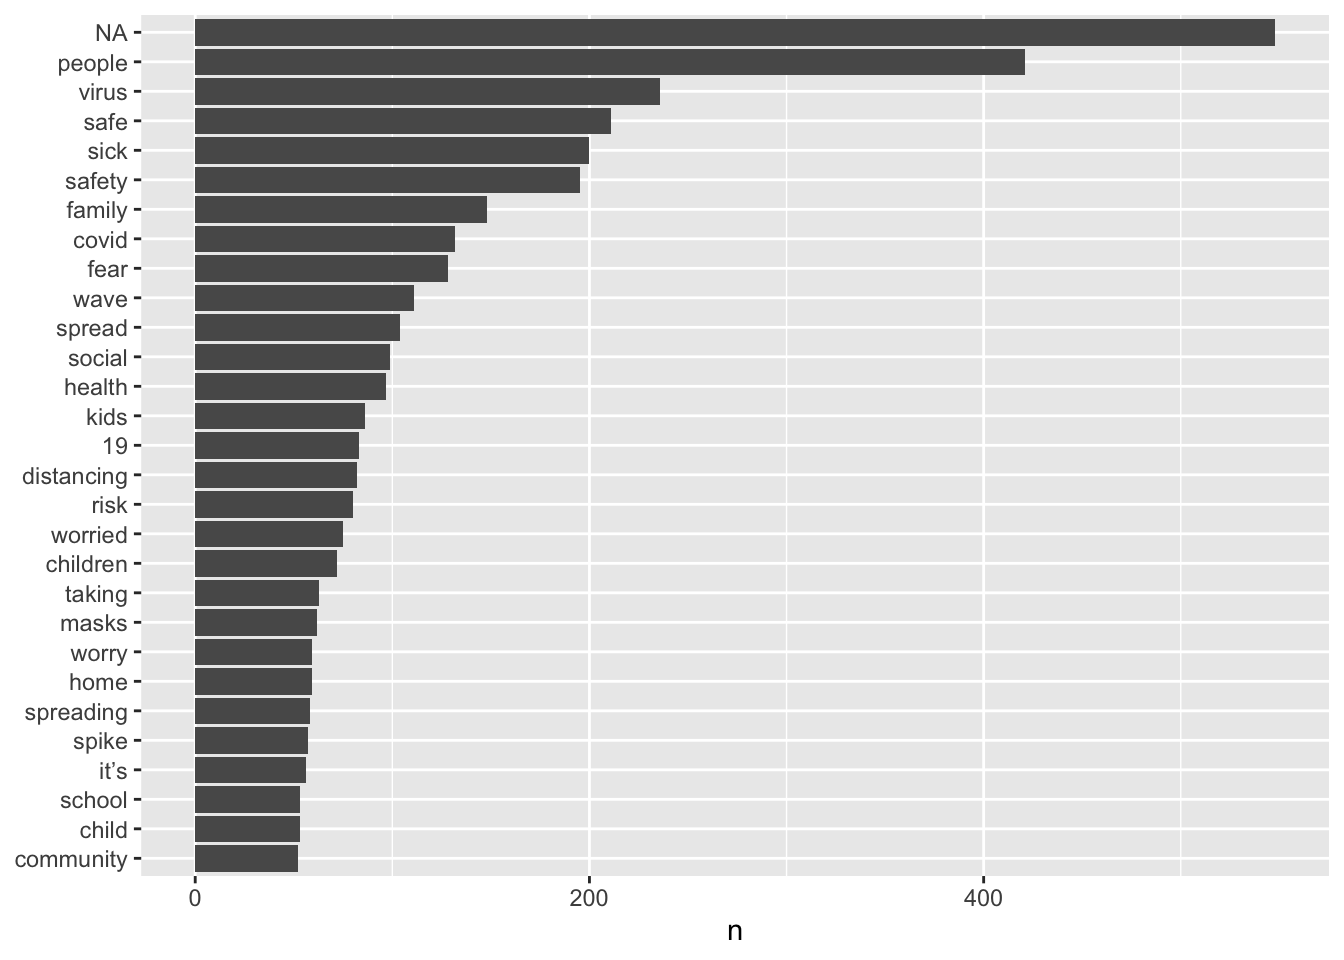 NA
people
virus
safe
sick
safety
family
covid
fear
wave
spread
social
health
kids
19
distancing
risk
worried
children
taking
masks
worry
home
spreading
spike
it’s
school
child
community
0 200 400
n